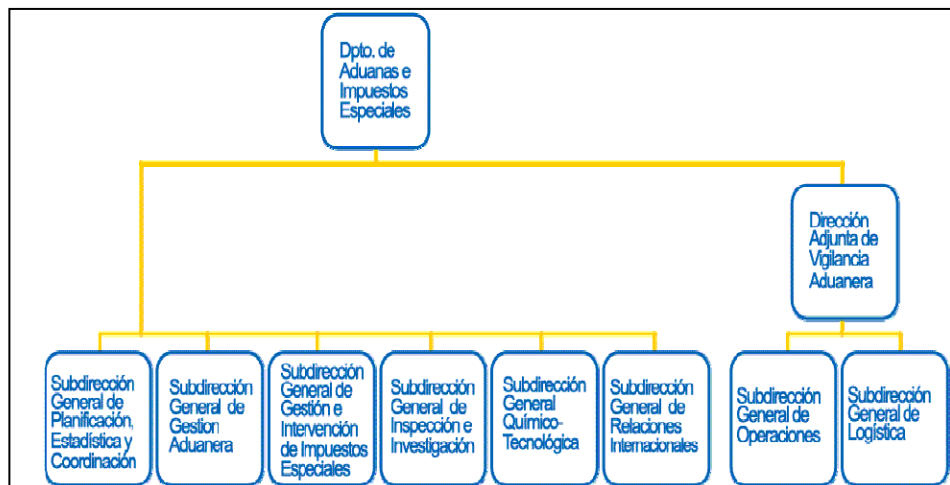 Dpto. de
Aduanas e
Impuestos
Especiales
Dirección
Adjunta de
Vigilancia
Aduanera
Subdirección
General de
Planificación,
Estadística y
Coordinación
Subdirección
General de
Gestion
Aduanera
Subdirección
General de
Gestión e
Intervención
de Impuestos
Especiales
Subdirección
General de
Inspección e
Investigación
Subdirección
General
Químico-
Tecnológica
Subdirección
General de
Relaciones
Internacionales
Subdirección
General de
Operaciones
Subdirección
General de
Logística